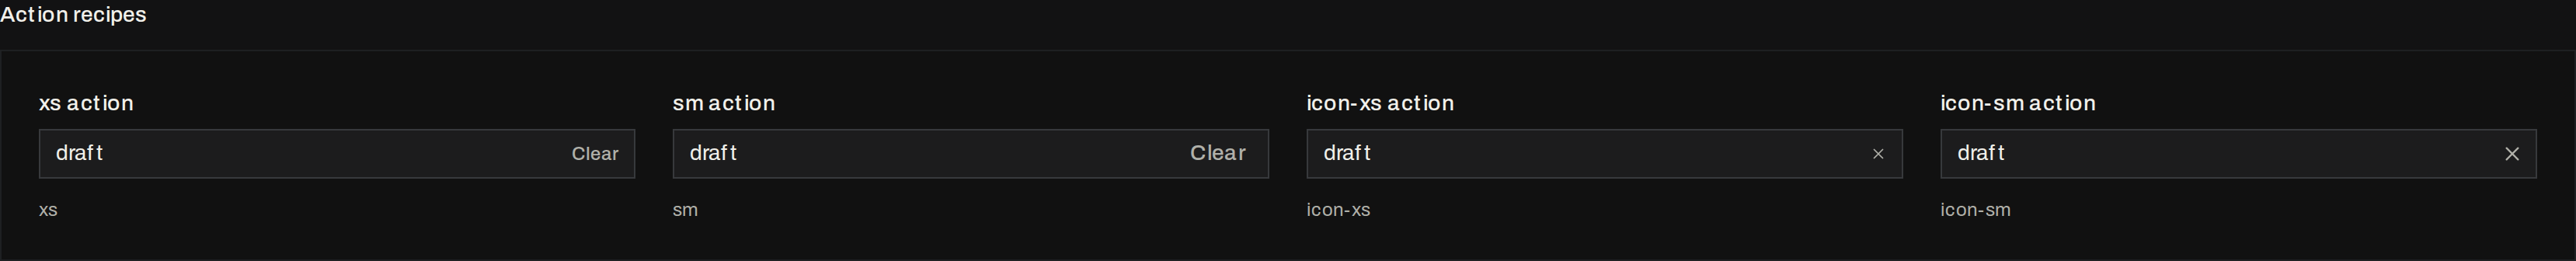 Action recipes
xs action
sm action
icon-xs action
icon-sm action
draft
Clear
draft
Clear
draft
draft
xs
sm
icon-xs
icon-sm